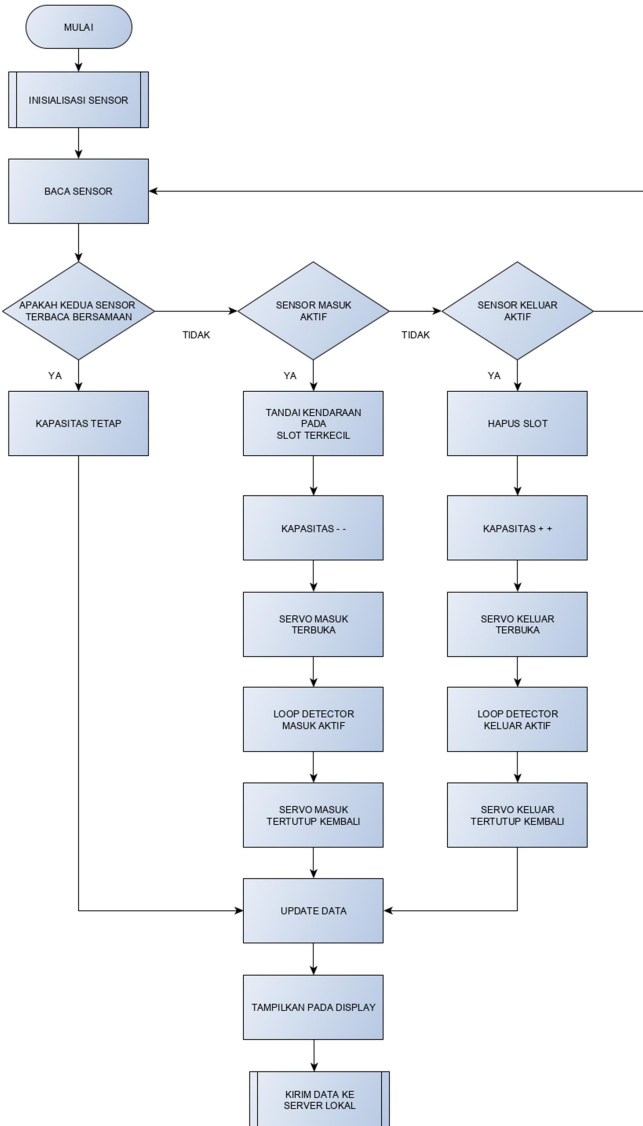 MULAI
INISIALISASI SENSOR
BACA SENSOR
APAKAH KEDUA SENSOR
TERBACA BERSAMAAN
TIDAK
SENSOR MASUK
AKTIF
TIDAK
SENSOR KELUAR
AKTIF
YA
YA
YA
KAPASITAS TETAP
TANDAI KENDARAAN
PADA
SLOT TERKECIL
HAPUS SLOT
KAPASITAS - -
KAPASITAS + +
SERVO MASUK
TERBUKA
SERVO KELUAR
TERBUKA
LOOP DETECTOR
MASUK AKTIF
LOOP DETECTOR
KELUAR AKTIF
SERVO MASUK
TERTUTUP KEMBALI
SERVO KELUAR
TERTUTUP KEMBALI
UPDATE DATA
TAMPILKAN PADA DISPLAY
KIRIM DATA KE
SERVER LOKAL